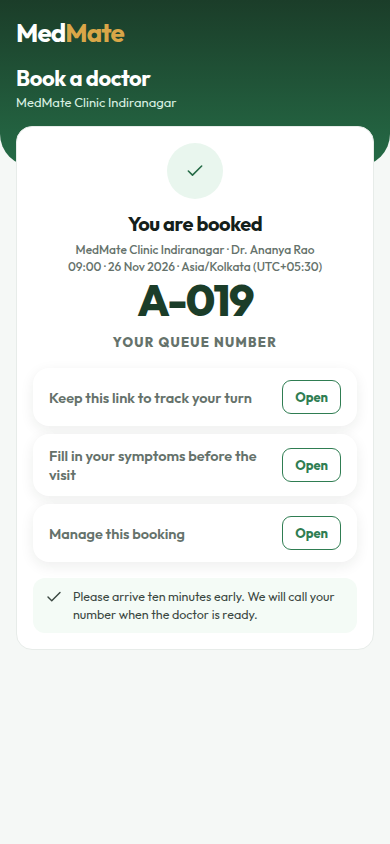 MedMate
Book a doctor
MedMate Clinic Indiranagar
You are booked
MedMate Clinic Indiranagar · Dr. Ananya Rao
09:00 · 26 Nov 2026 · Asia/Kolkata (UTC+05:30)
A-019
YOUR QUEUE NUMBER
Keep this link to track your turn
Open
Fill in your symptoms before the
visit
Open
Manage this booking
Open
Please arrive ten minutes early. We will call your
number when the doctor is ready.